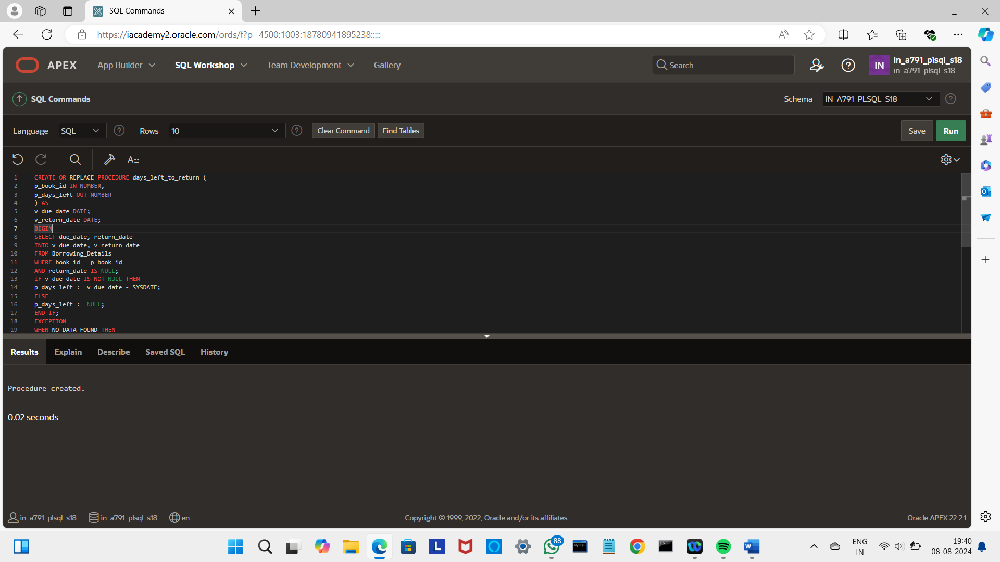 SQL Commands
https://iacademy2.oracle.com/ords/f?p=4500:1003:18780941895238:::::
APEX App Builder SQL Workshop Team Development Gallery Search IN in_a791_plsql_s18
in_a791_plsql_s18
SQL Commands Schema IN_A791_PLSQL_S18
Language SQL Rows 10 Clear Command Find Tables Save Run
A::
1 CREATE OR REPLACE PROCEDURE days_left_to_return (
2 p_book_id IN NUMBER,
3 p_days_left OUT NUMBER
4 ) AS
5 v_due_date DATE;
6 v_return_date DATE;
7 BEGIN
8 SELECT due_date, return_date
9 INTO v_due_date, v_return_date
10 FROM Borrowing_Details
11 WHERE book_id = p_book_id
12 AND return_date IS NULL;
13 IF v_due_date IS NOT NULL THEN
14 p_days_left := v_due_date - SYSDATE;
15 ELSE
16 p_days_left := NULL;
17 END IF;
18 EXCEPTION
19 WHEN NO_DATA_FOUND THEN
Results Explain Describe Saved SQL History
Procedure created.
0.02 seconds
in_a791_plsql_s18 in_a791_plsql_s18 en Copyright © 1999, 2022, Oracle and/or its affiliates. Oracle APEX 22.2.1
L 88 MySQL W ENG
IN 19:40
08-08-2024